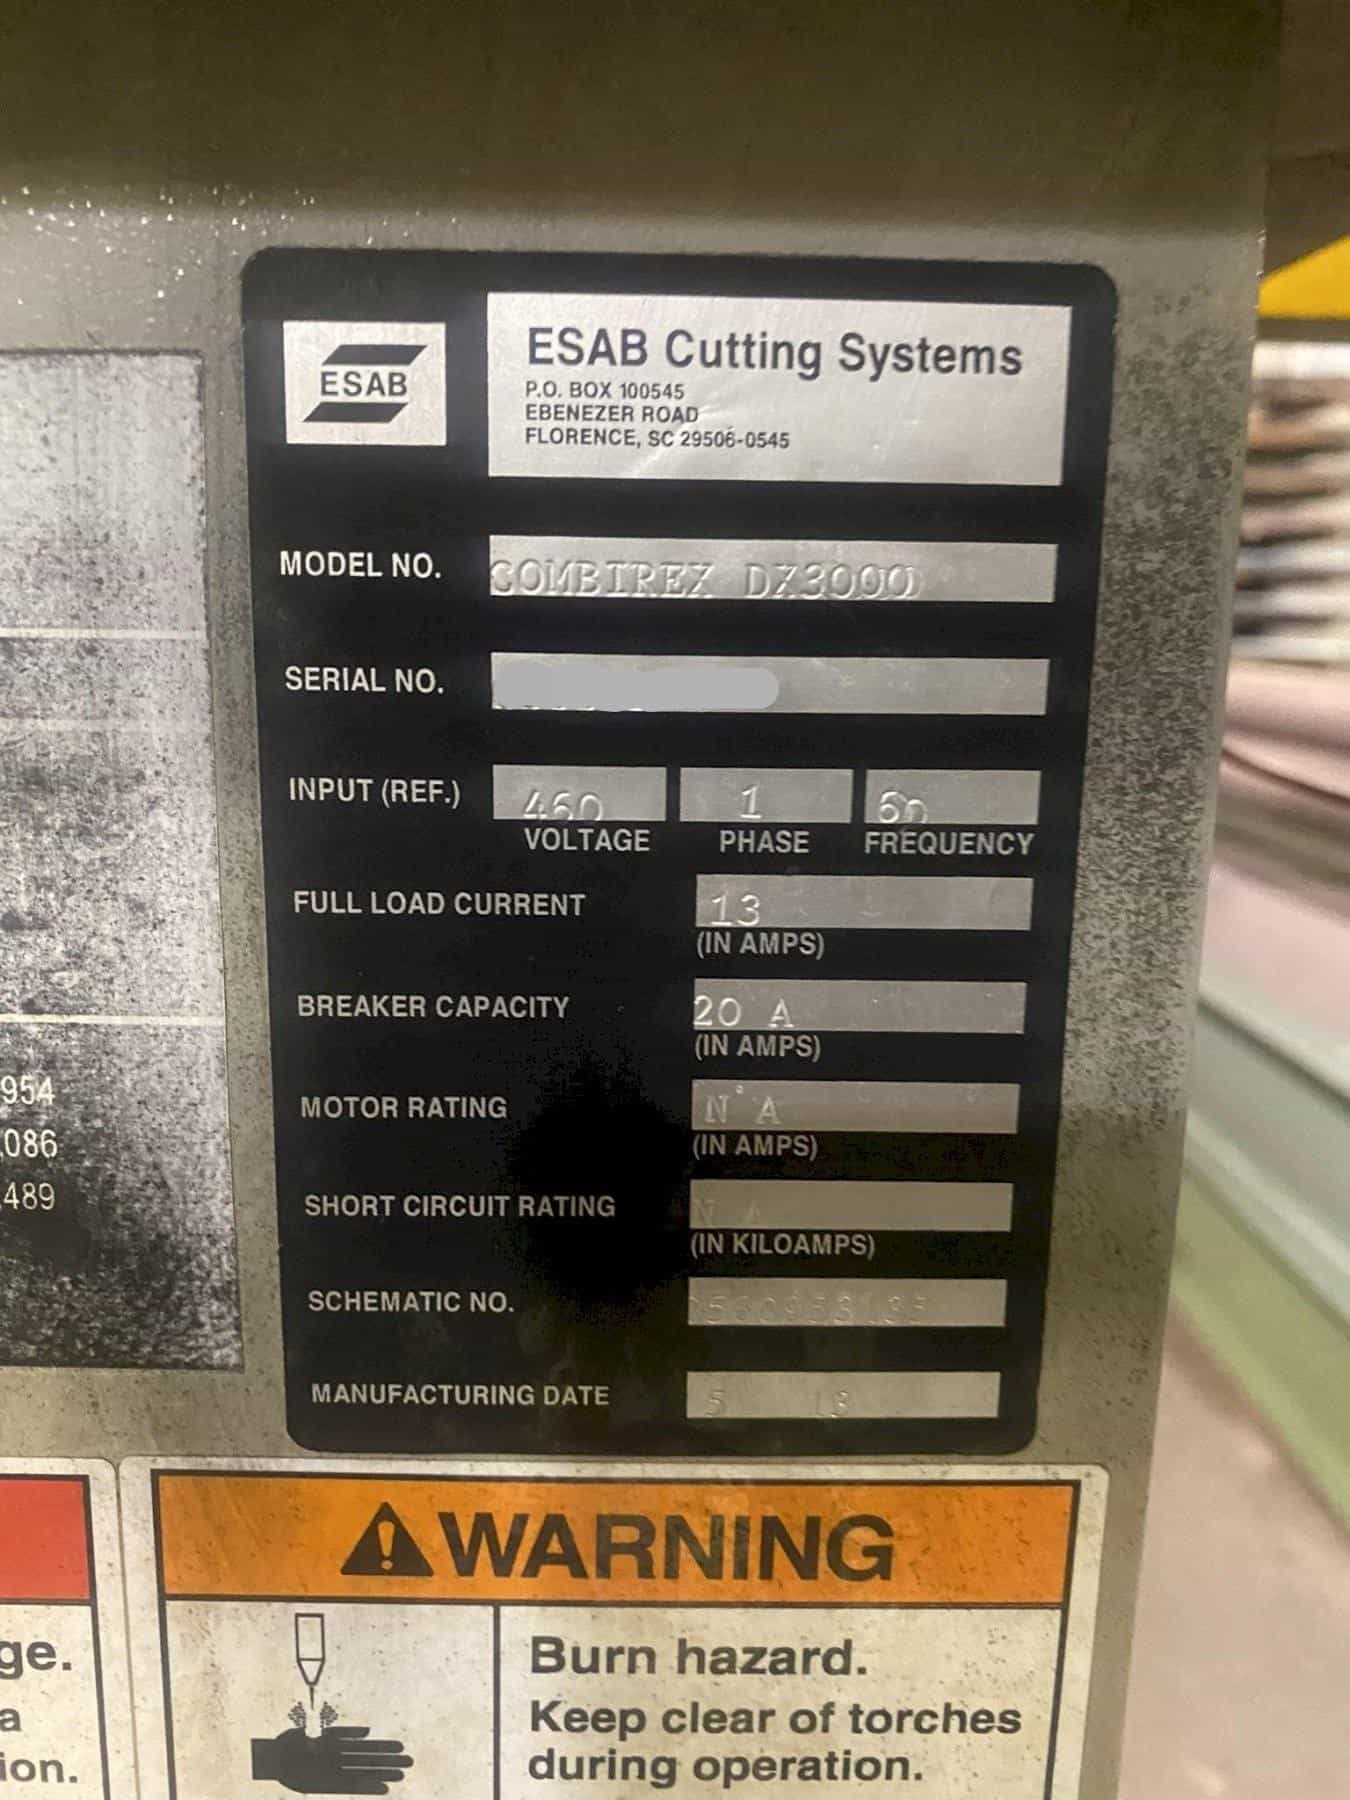 ESAB
ESAB Cutting Systems
P.O. BOX 100545
EBENEZER ROAD
FLORENCE, SC 29506-0545
MODEL NO. COMBIREX DX3000
SERIAL NO.
INPUT (REF.) 460 1 60
VOLTAGE PHASE FREQUENCY
FULL LOAD CURRENT 13
(IN AMPS)
BREAKER CAPACITY 20 A
(IN AMPS)
MOTOR RATING N A
(IN AMPS)
SHORT CIRCUIT RATING N A
(IN KILOAMPS)
SCHEMATIC NO.
MANUFACTURING DATE 5 13
954
,086
,489
WARNING
Burn hazard.
Keep clear of torches
during operation.
ge.
a
ion.